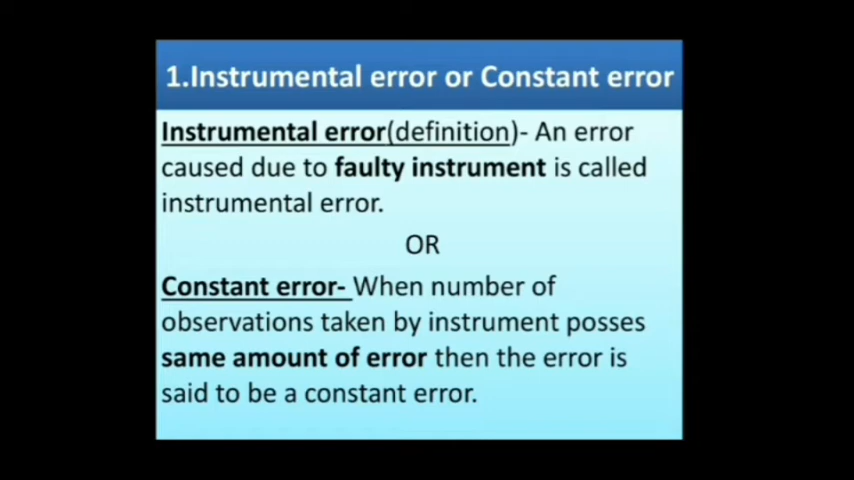 1.Instrumental error or Constant error
Instrumental error(definition)- An error
caused due to faulty instrument is called
instrumental error.
OR
Constant error- When number of
observations taken by instrument posses
same amount of error then the error is
said to be a constant error.